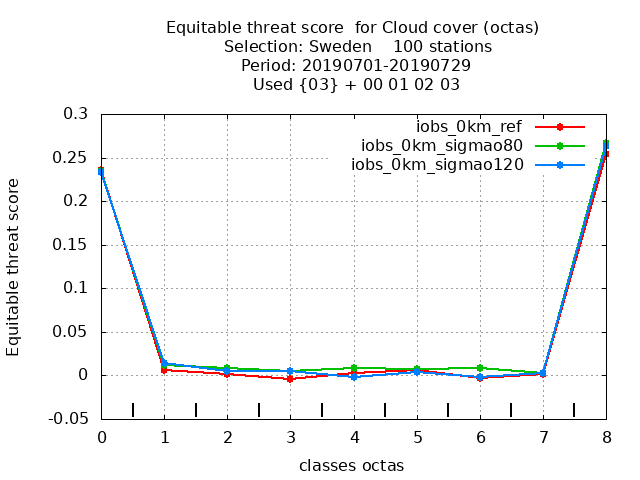 Equitable threat score  for Cloud cover (octas)
Selection: Sweden    100 stations
Period: 20190701-20190729
Used {03} + 00 01 02 03
iobs_0km_ref
iobs_0km_sigmao80
iobs_0km_sigmao120
Equitable threat score
0.3
0.25
0.2
0.15
0.1
0.05
0
-0.05
0 1 2 3 4 5 6 7 8
classes octas